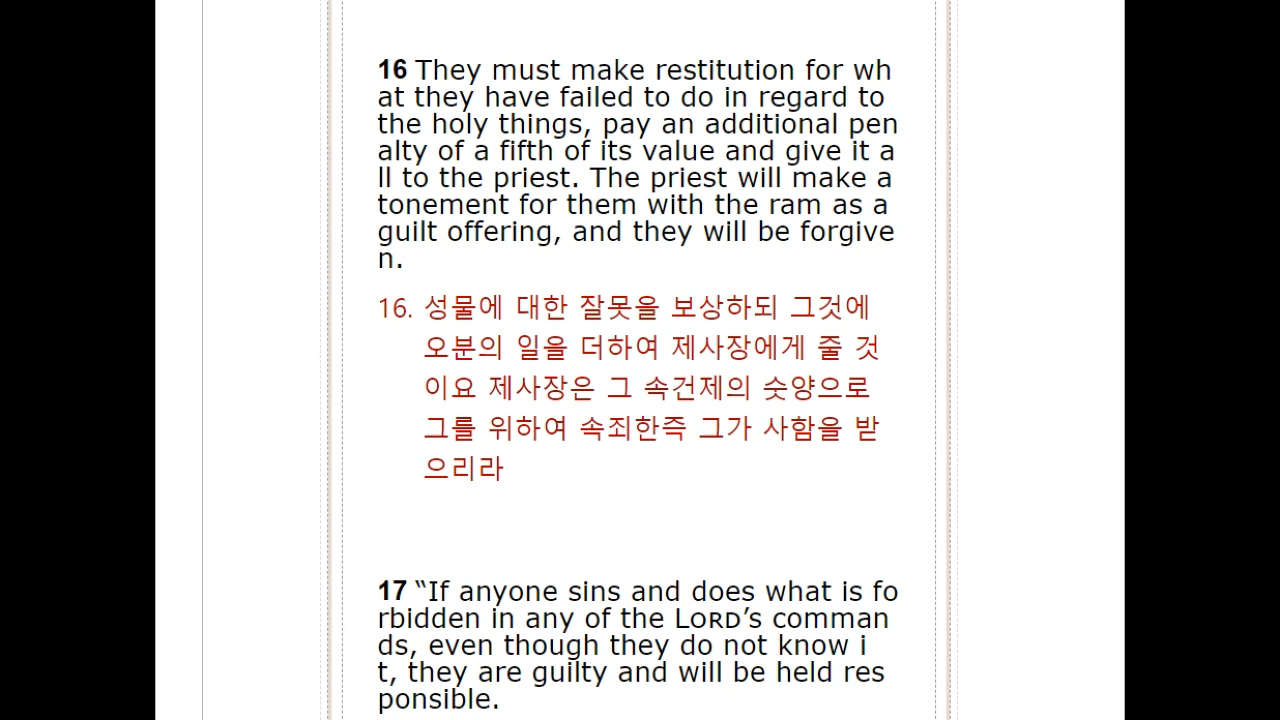 16 They must make restitution for wh
at they have failed to do in regard to
the holy things, pay an additional pen
alty of a fifth of its value and give it a
ll to the priest. The priest will make a
tonement for them with the ram as a
guilt offering, and they will be forgive
n.
16. 성물에 대한 잘못을 보상하되 그것에
오분의 일을 더하여 제사장에게 줄 것
이요 제사장은 그 속건제의 숫양으로
그를 위하여 속죄한즉 그가 사함을 받
으리라
17 “If anyone sins and does what is fo
rbidden in any of the LORD’s comman
ds, even though they do not know i
t, they are guilty and will be held res
ponsible.